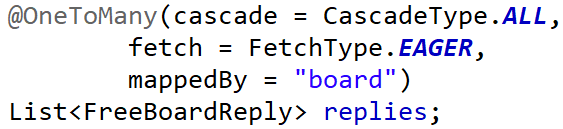 @OneToMany(cascade = CascadeType.ALL,
fetch = FetchType.EAGER,
mappedBy = "board")
List<FreeBoardReply> replies;